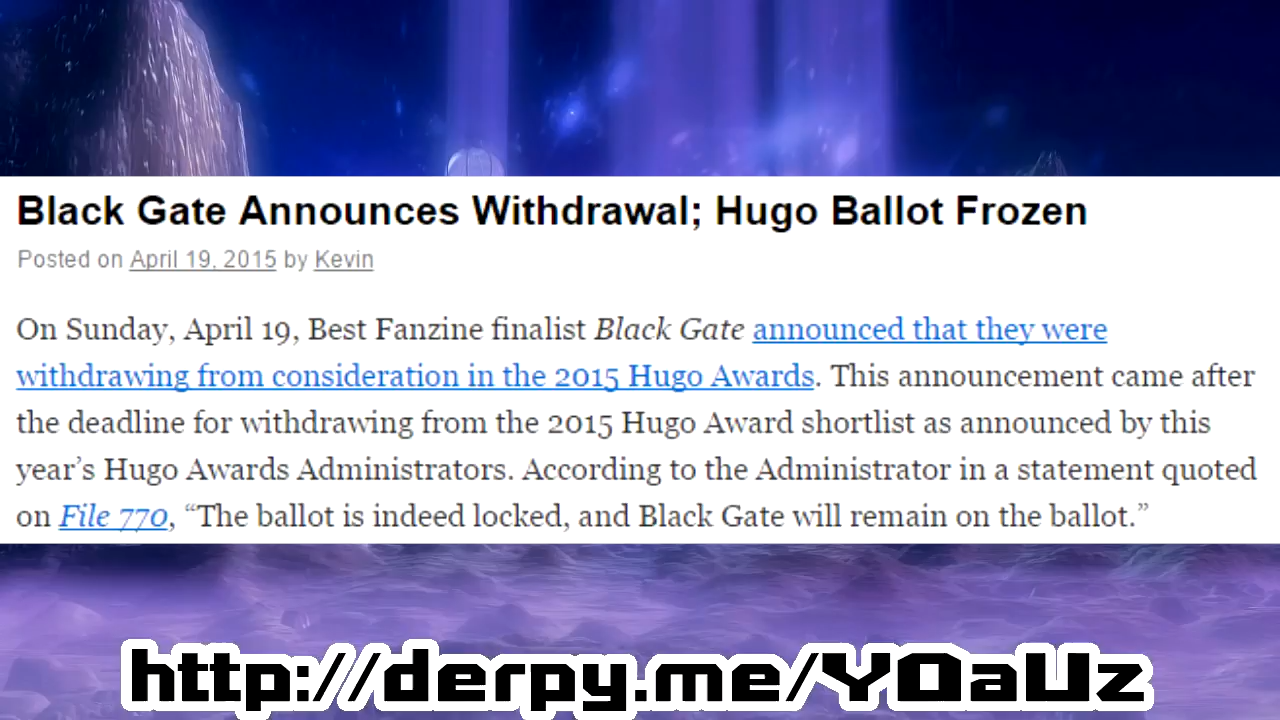 Black Gate Announces Withdrawal; Hugo Ballot Frozen
Posted on April 19, 2015 by Kevin
On Sunday, April 19, Best Fanzine finalist Black Gate announced that they were
withdrawing from consideration in the 2015 Hugo Awards. This announcement came after
the deadline for withdrawing from the 2015 Hugo Award shortlist as announced by this
year’s Hugo Awards Administrators. According to the Administrator in a statement quoted
on File 770, “The ballot is indeed locked, and Black Gate will remain on the ballot.”
http://derpy.me/YOaUz